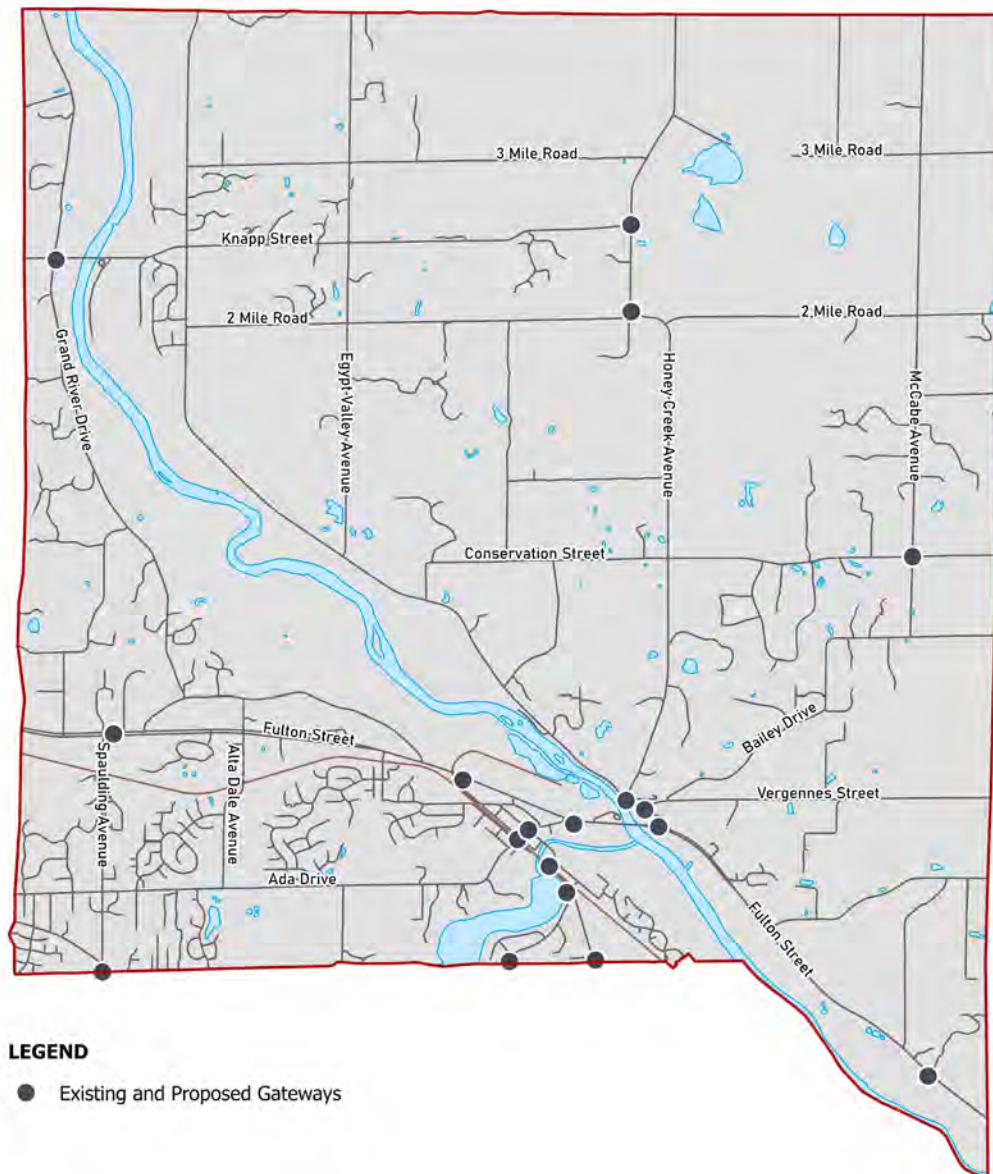 3 Mile Road
3 Mile Road
Knapp Street
2 Mile Road
2 Mile Road
Grand River Drive
Egypt Valley Avenue
Honey Creek Avenue
McCabe Avenue
Conservation Street
Fulton Street
Bailey Drive
Spaulding Avenue
Alta Dale Avenue
Vergennes Street
Ada Drive
Fulton Street
LEGEND
Existing and Proposed Gateways